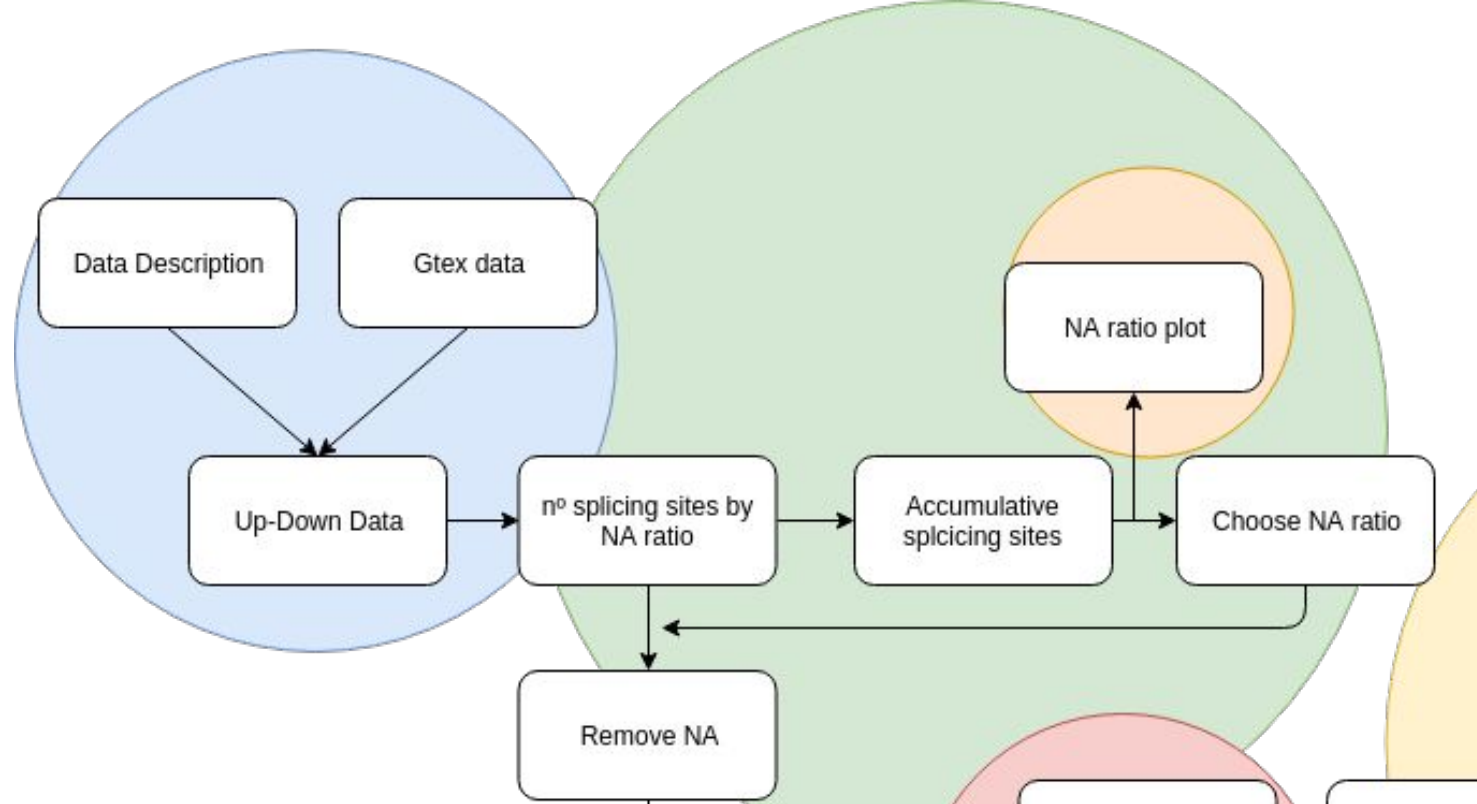 Data Description
Gtex data
NA ratio plot
Up-Down Data
nº splicing sites by
NA ratio
Accumulative
splcicing sites
Choose NA ratio
Remove NA